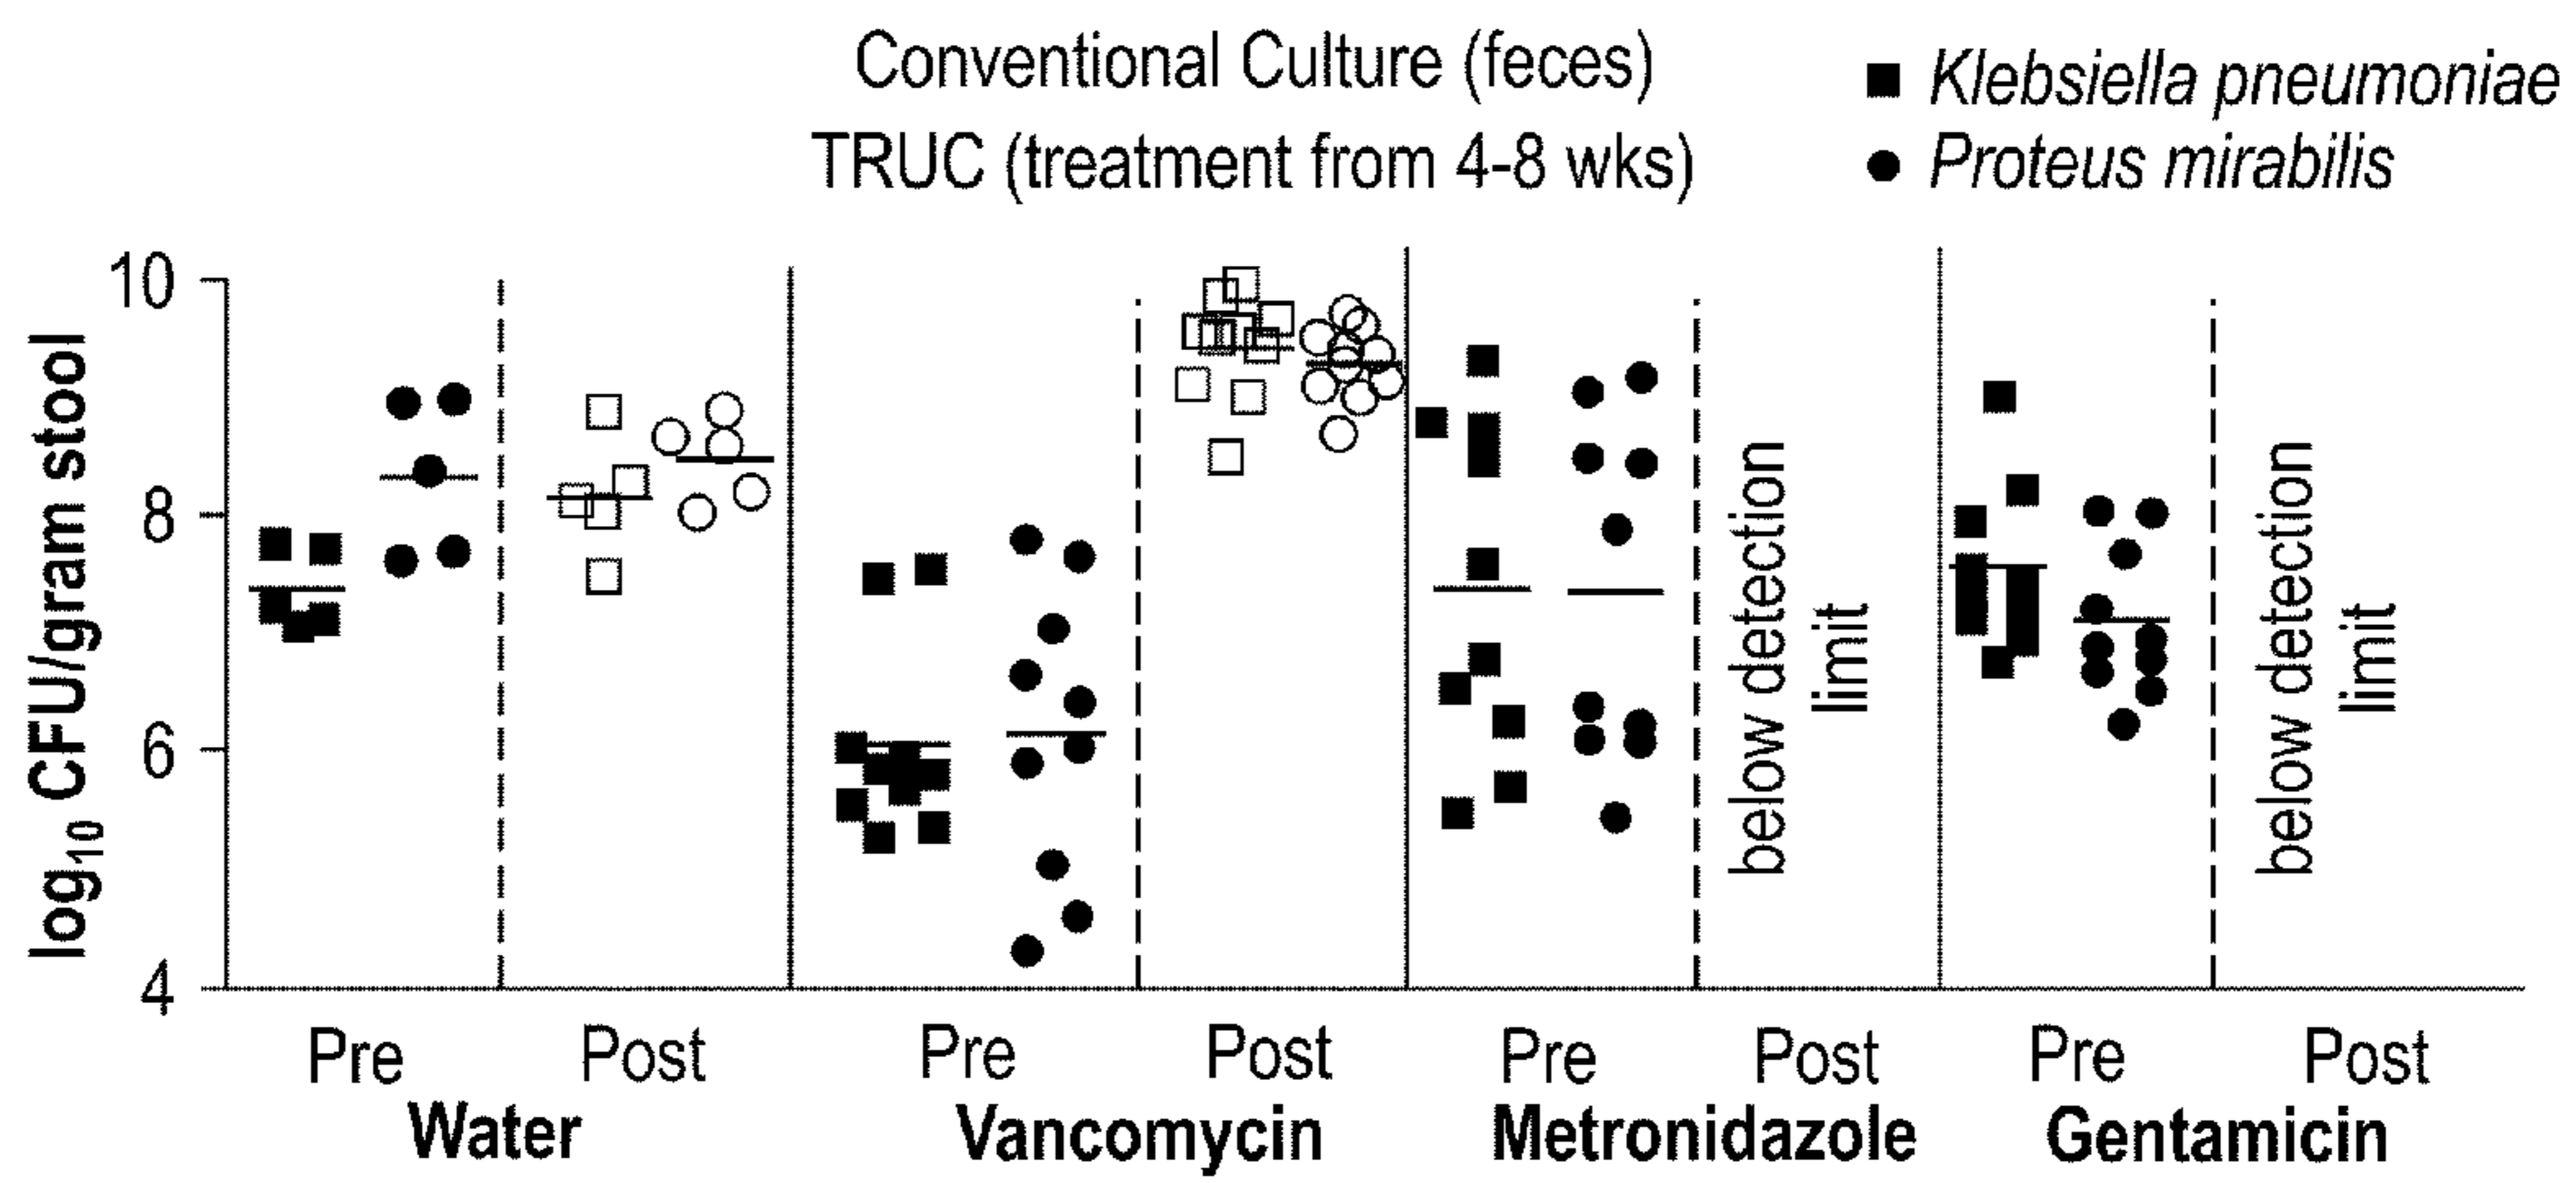 Conventional Culture (feces)
TRUC (treatment from 4-8 wks)
Klebsiella pneumoniae
Proteus mirabilis
log10 CFU/gram stool
10
8
6
4
below detection
limit
below detection
limit
Pre Post Pre Post Pre Post Pre Post
Water Vancomycin Metronidazole Gentamicin